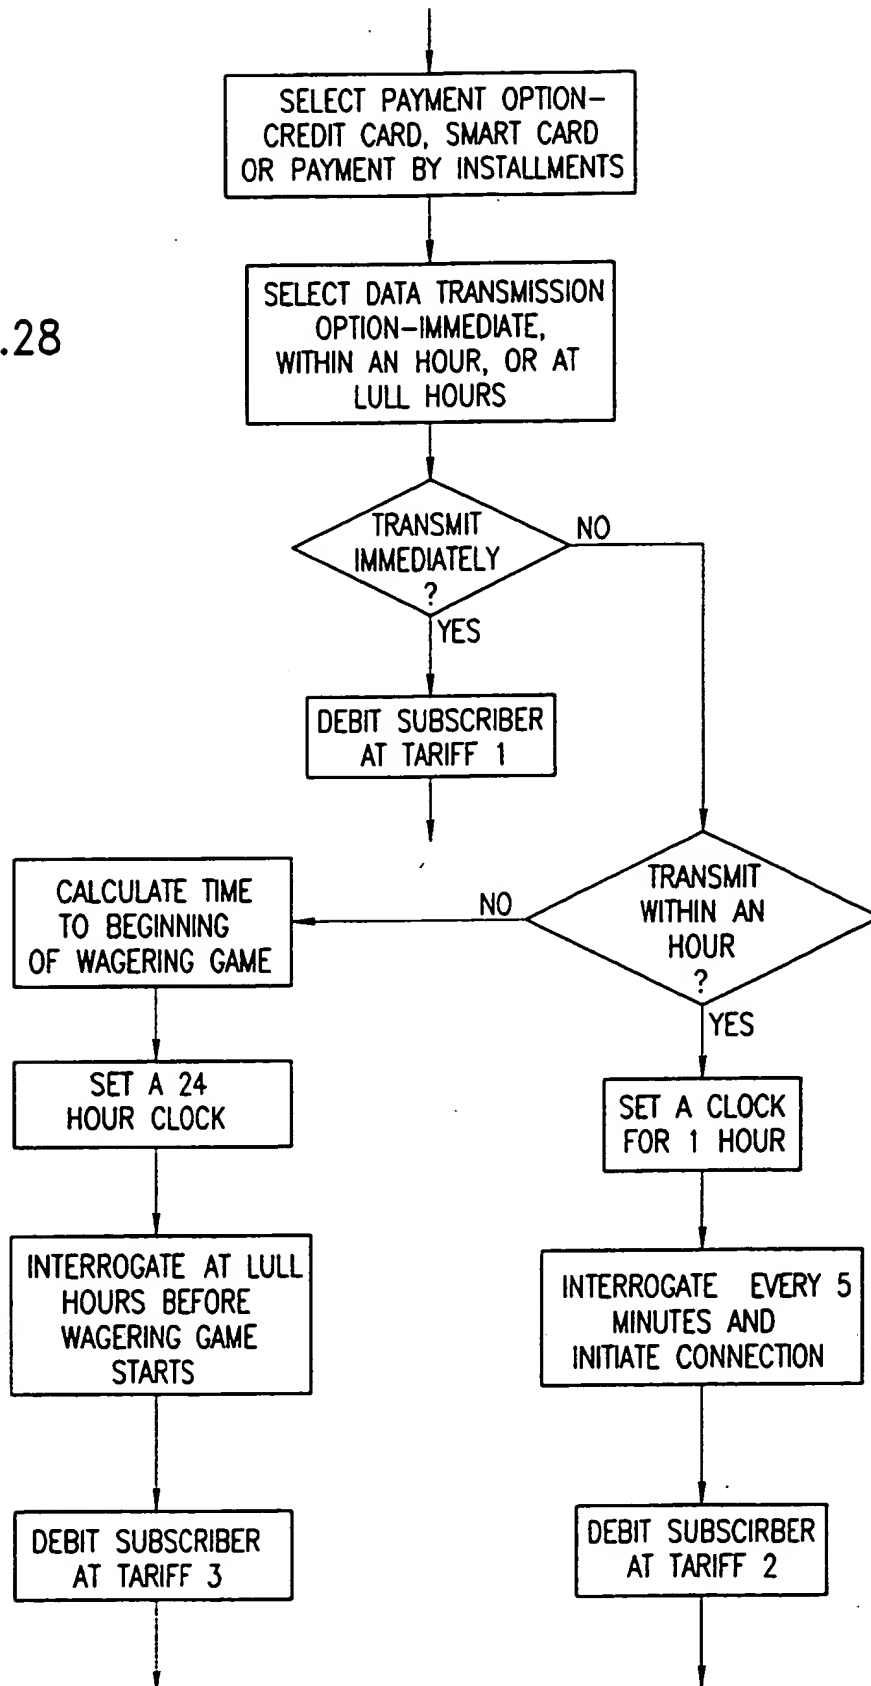 SELECT PAYMENT OPTION-
CREDIT CARD, SMART CARD
OR PAYMENT BY INSTALLMENTS
.28
SELECT DATA TRANSMISSION
OPTION-IMMEDIATE,
WITHIN AN HOUR, OR AT
LULL HOURS
TRANSMIT
IMMEDIATELY
?
NO
YES
DEBIT SUBSCRIBER
AT TARIFF 1
TRANSMIT
WITHIN AN
HOUR
?
NO
YES
CALCULATE TIME
TO BEGINNING
OF WAGERING GAME
SET A 24
HOUR CLOCK
INTERROGATE AT LULL
HOURS BEFORE
WAGERING GAME
STARTS
DEBIT SUBSCRIBER
AT TARIFF 3
SET A CLOCK
FOR 1 HOUR
INTERROGATE EVERY 5
MINUTES AND
INITIATE CONNECTION
DEBIT SUBSCIRBER
AT TARIFF 2